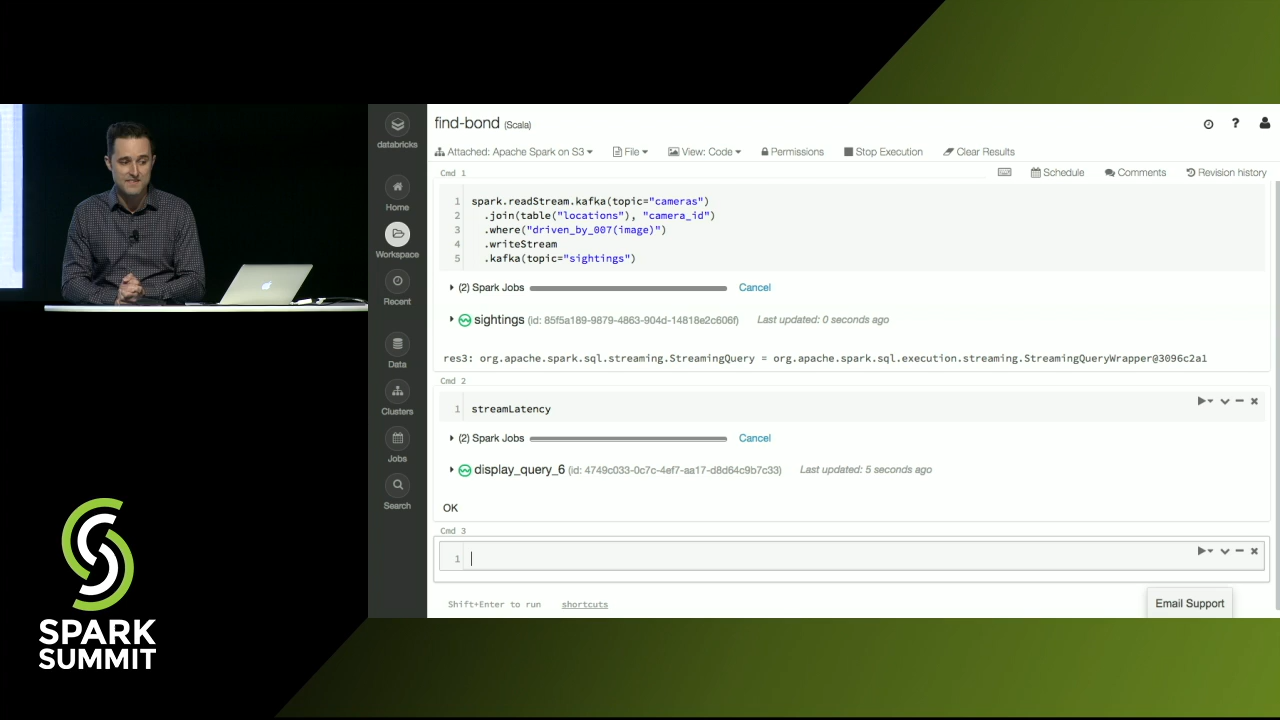 databricks
Home
Workspace
Recent
Data
Clusters
Jobs
Search
find-bond (Scala)
?
Attached: Apache Spark on S3 File View: Code Permissions Stop Execution Clear Results
Cmd 1
Schedule Comments Revision history
1 spark.readStream.kafka(topic="cameras")
2 .join(table("locations"), "camera_id")
3 .where("driven_by_007(image)")
4 .writeStream
5 .kafka(topic="sightings")
(2) Spark Jobs Cancel
sightings (id: 85f5a189-9879-4863-904d-14818e2c606f) Last updated: 0 seconds ago
res3: org.apache.spark.sql.streaming.StreamingQuery = org.apache.spark.sql.execution.streaming.StreamingQueryWrapper@3096c2a1
Cmd 2
1 streamLatency
(2) Spark Jobs Cancel
display_query_6 (id: 4749c033-0c7c-4ef7-aa17-d8d64c9b7c33) Last updated: 5 seconds ago
OK
Cmd 3
1
Shift+Enter to run shortcuts
Email Support
SPARK
SUMMIT